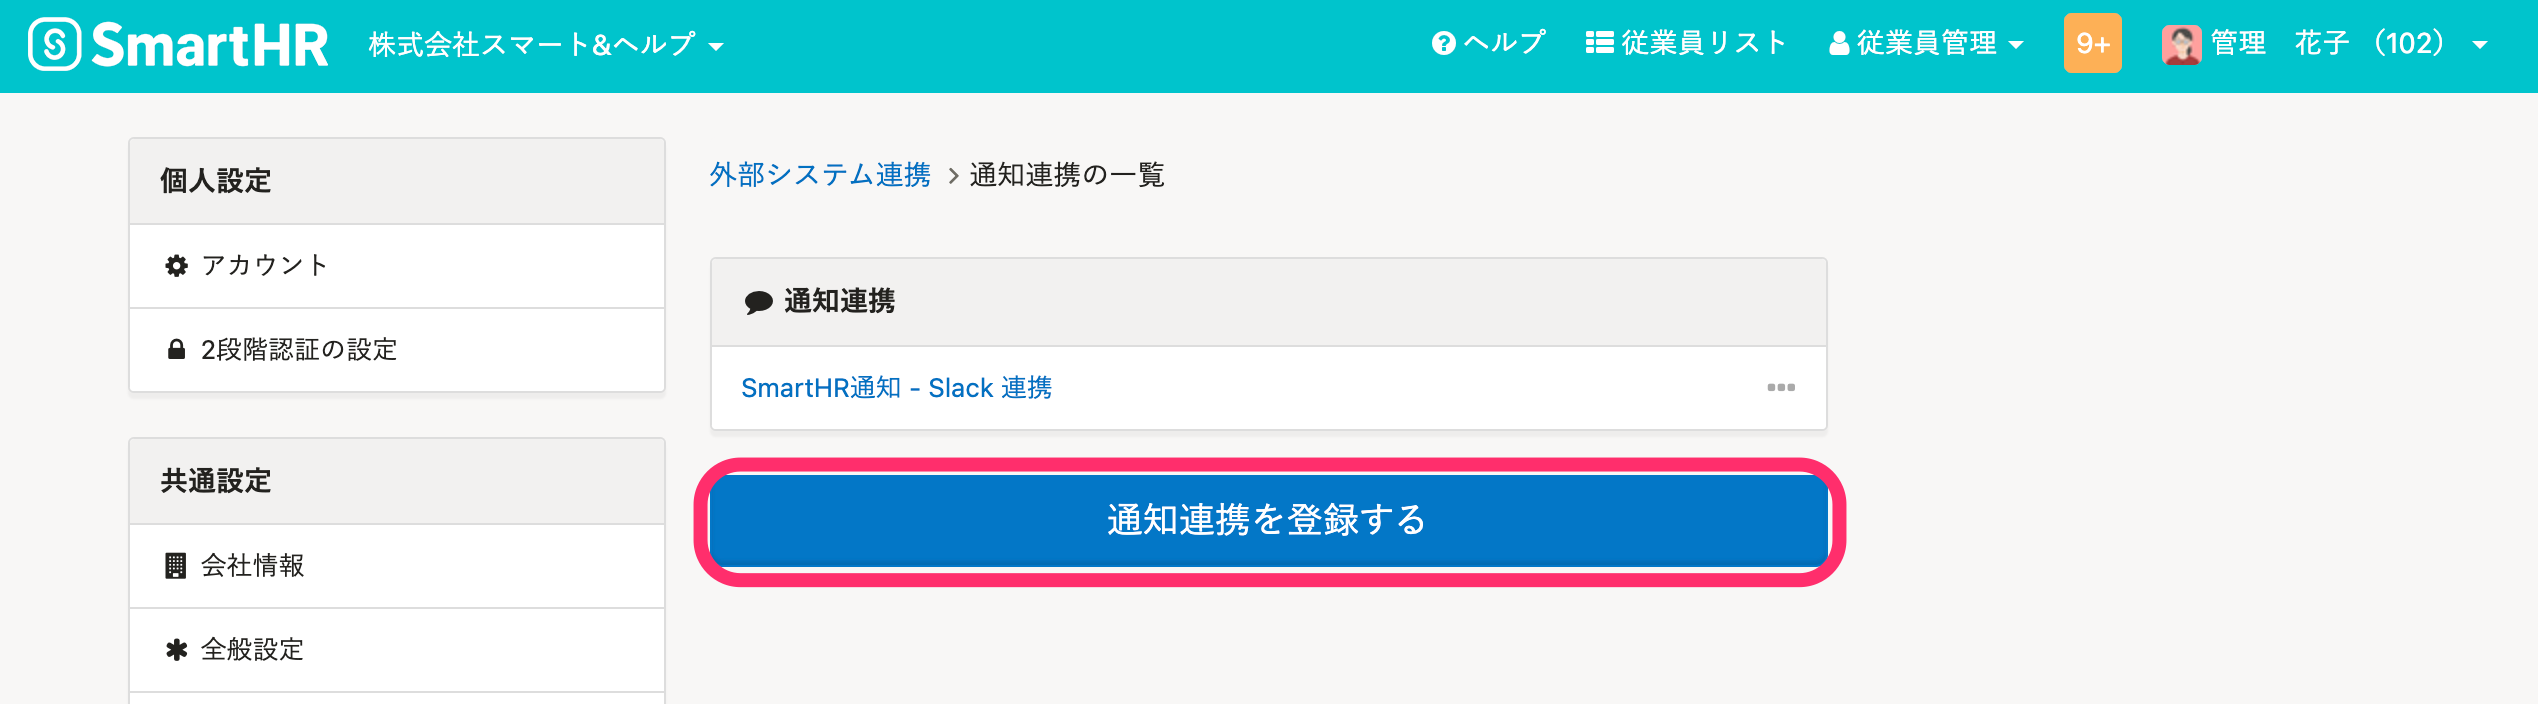 SmartHR 株式会社スマート&ヘルプ ヘルプ 従業員リスト 従業員管理 9+ 管理 花子 （102）
個人設定
アカウント
2段階認証の設定
共通設定
会社情報
全般設定
外部システム連携 > 通知連携の一覧
通知連携
SmartHR通知 - Slack 連携
通知連携を登録する